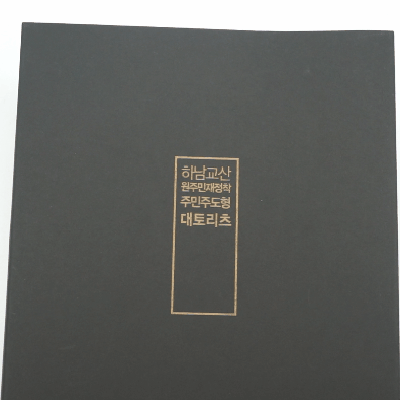 하남교산
원주민재정착
주민주도형
대토리츠